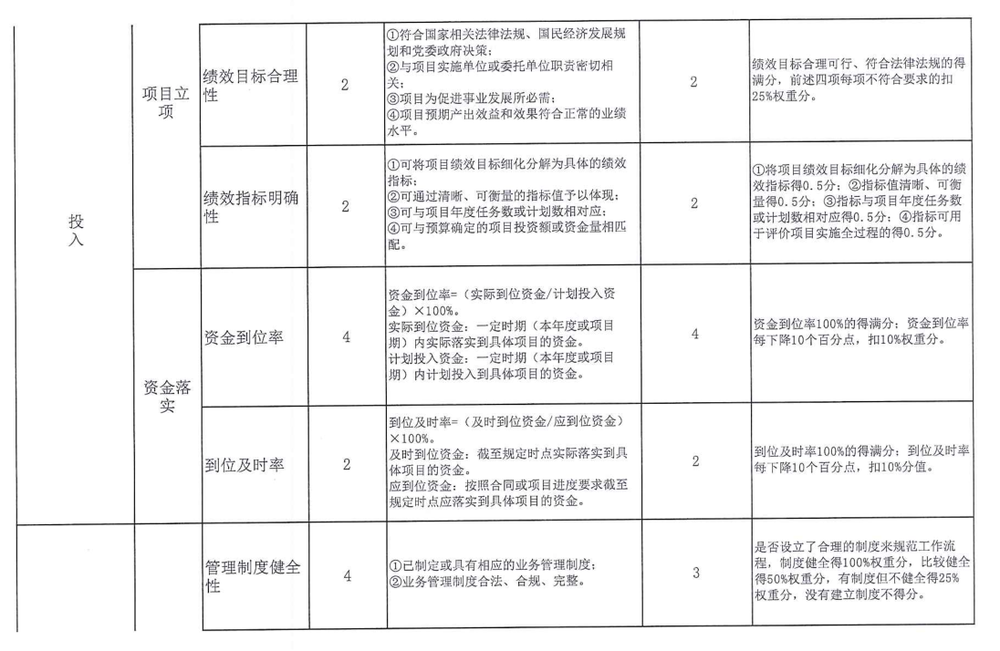 投
入
项目立
项
绩效目标合理
性
2
①符合国家相关法律法规、国民经济发展规
划和党委政府决策；
②与项目实施单位或委托单位职责密切相
关；
③项目为促进事业发展所必需；
④项目预期产出效益和效果符合正常的业绩
水平。
2
绩效目标合理可行、符合法律法规的得
满分，前述四项每项不符合要求的扣
25%权重分。
绩效指标明确
性
2
①可将项目绩效目标细化分解为具体的绩效
指标；
②可通过清晰、可衡量的指标值予以体现；
③可与项目年度任务数或计划数相对应；
④可与预算确定的项目投资额或资金量相匹
配。
2
①将项目绩效目标细化分解为具体的绩
效指标得0.5分；②指标值清晰、可衡
量得0.5分；③指标与项目年度任务数
或计划数相对应得0.5分；④指标可用
于评价项目实施全过程的得0.5分。
资金落
实
资金到位率
4
资金到位率=（实际到位资金/计划投入资
金）×100%。
实际到位资金：一定时期（本年度或项目
期）内实际落实到具体项目的资金。
计划投入资金：一定时期（本年度或项目
期）内计划投入到具体项目的资金。
4
资金到位率100%的得满分；资金到位率
每下降10个百分点，扣10%权重分。
到位及时率
2
到位及时率=（及时到位资金/应到位资金）
×100%。
及时到位资金：截至规定时点实际落实到具
体项目的资金。
应到位资金：按照合同或项目进度要求截至
规定时点应落实到具体项目的资金。
2
到位及时率100%的得满分；到位及时率
每下降10个百分点，扣10%分值。
管理制度健全
性
4
①已制定或具有相应的业务管理制度；
②业务管理制度合法、合规、完整。
3
是否设立了合理的制度来规范工作流
程，制度健全得100%权重分，比较健全
得50%权重分，有制度但不健全得25%
权重分，没有建立制度不得分。